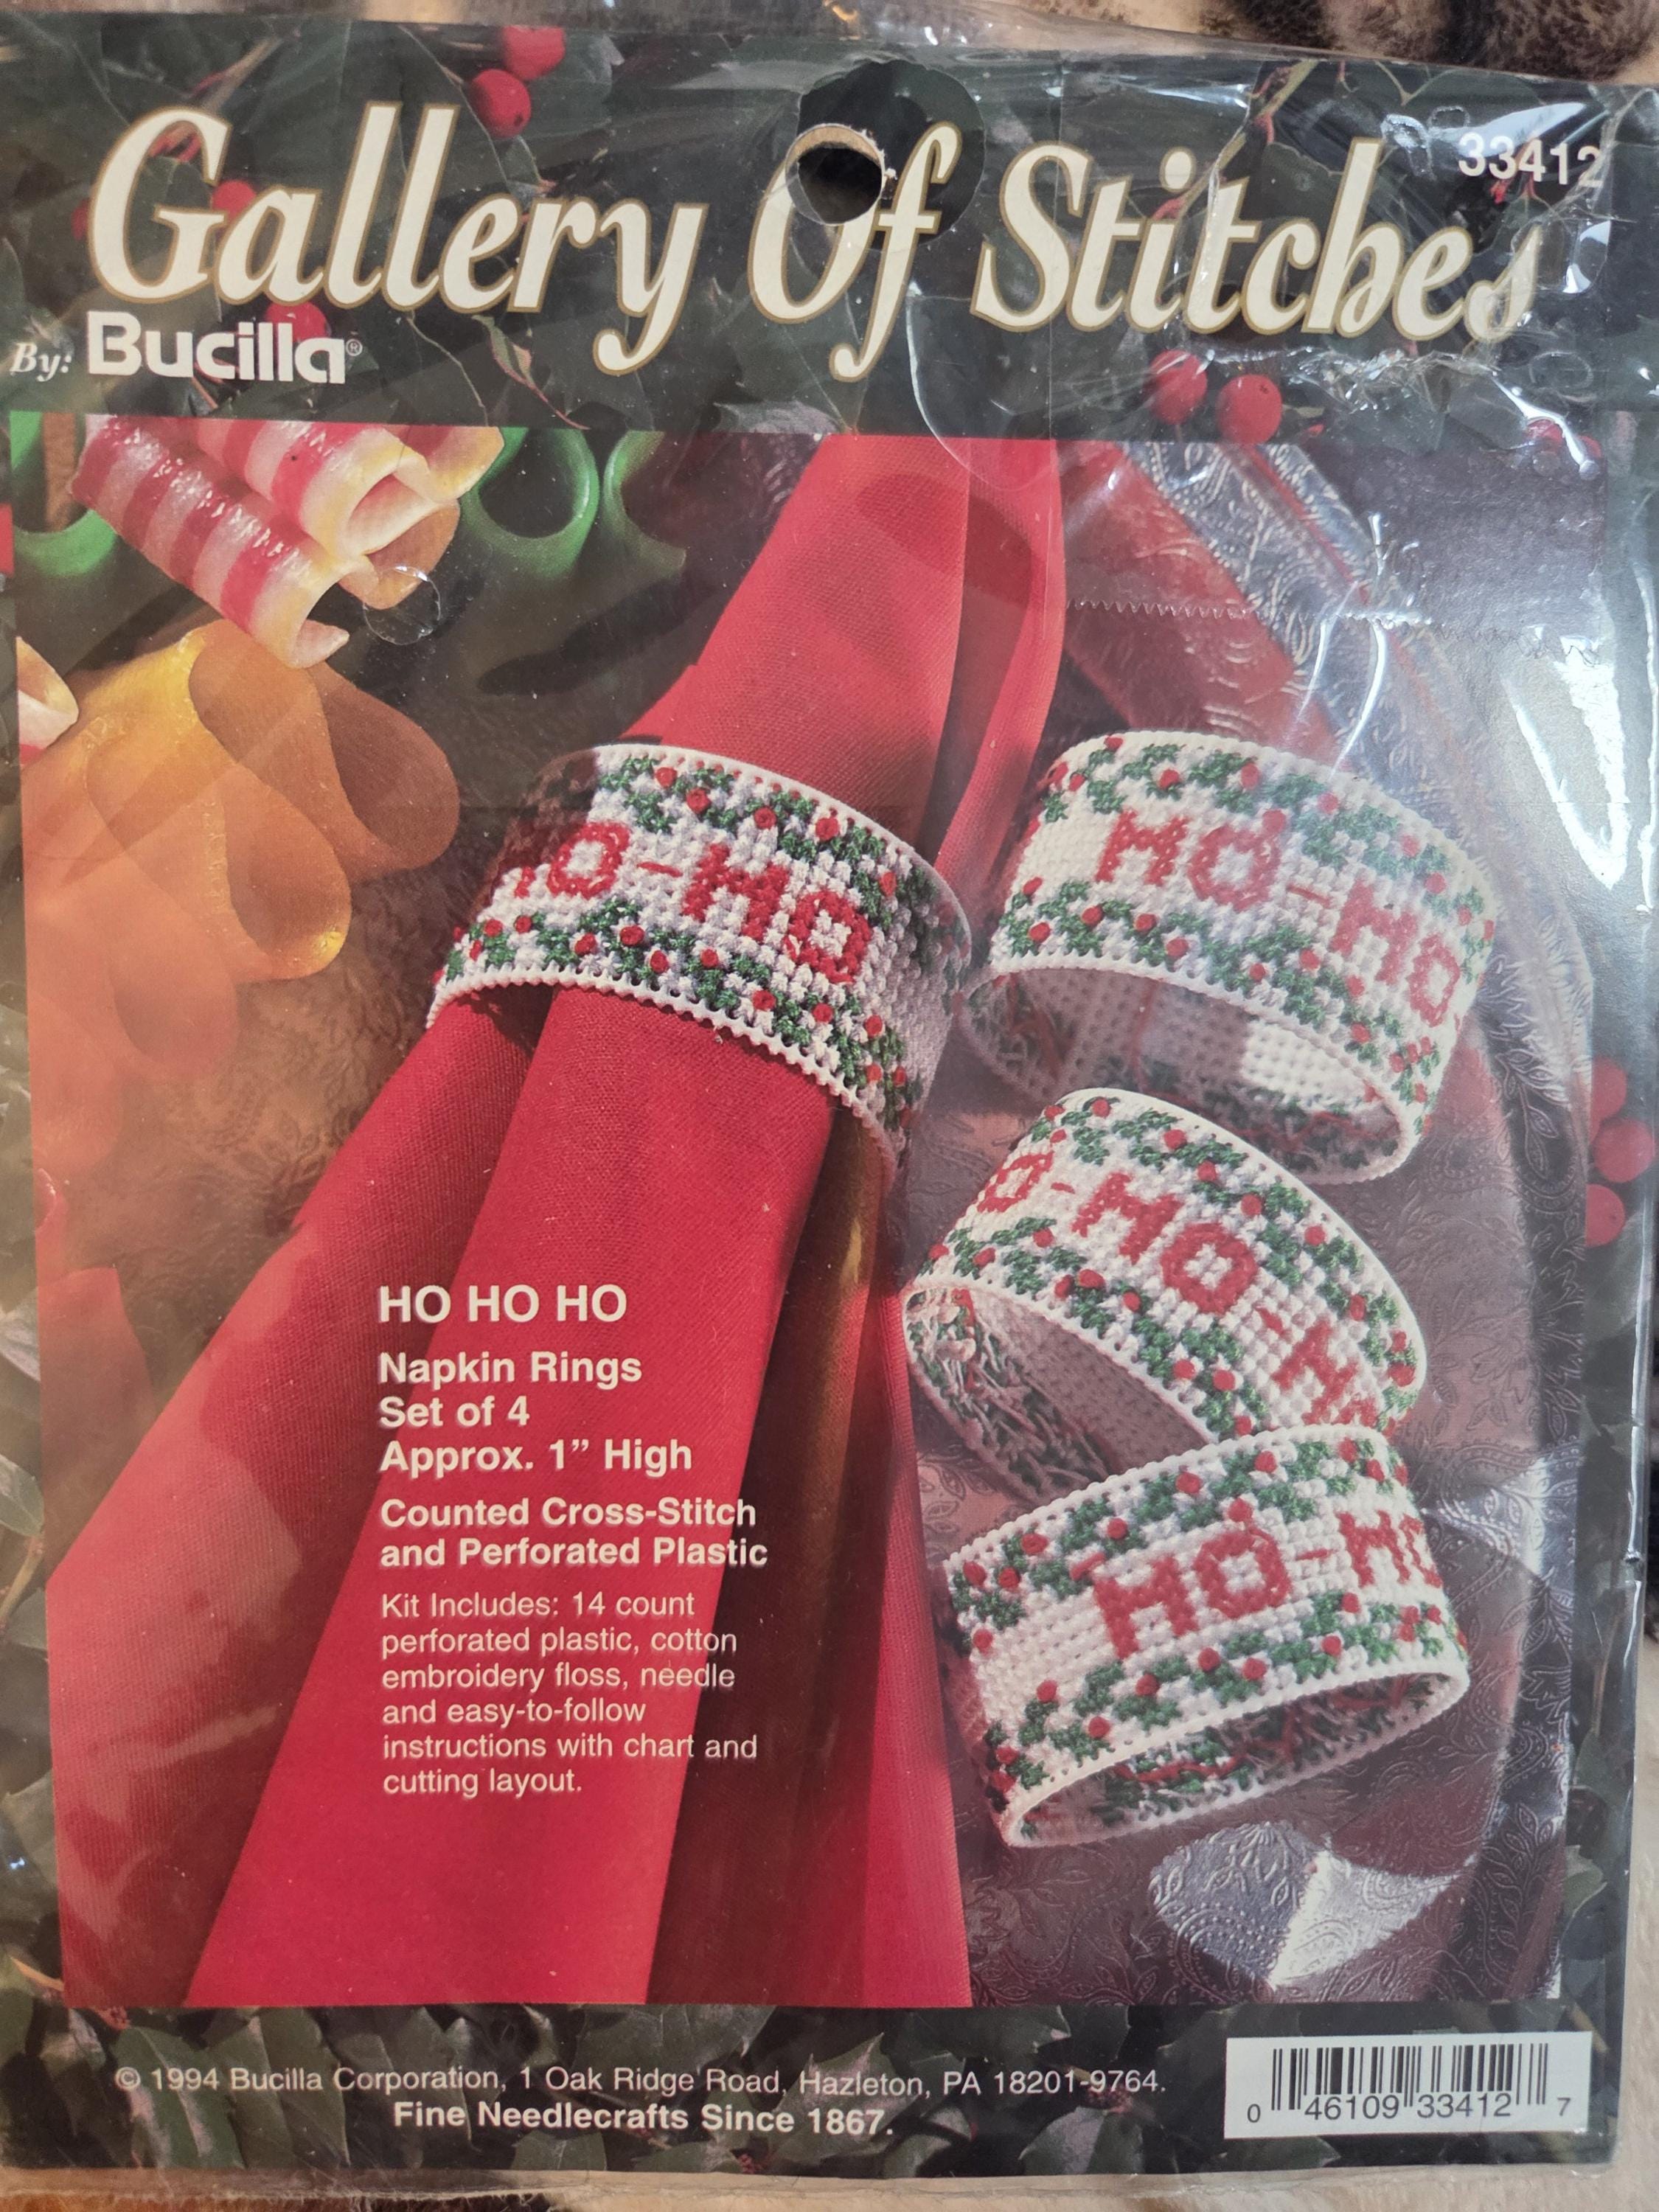 33412
Gallery Of Stitches
By: Bucilla®
HO-HO
HO-HO
O-HO-H
HO-HO
HO HO HO
Napkin Rings
Set of 4
Approx. 1” High
Counted Cross-Stitch
and Perforated Plastic
Kit Includes: 14 count
perforated plastic, cotton
embroidery floss, needle
and easy-to-follow
instructions with chart and
cutting layout.
© 1994 Bucilla Corporation, 1 Oak Ridge Road, Hazleton, PA 18201-9764.
Fine Needlecrafts Since 1867.
0 46109 33412 7